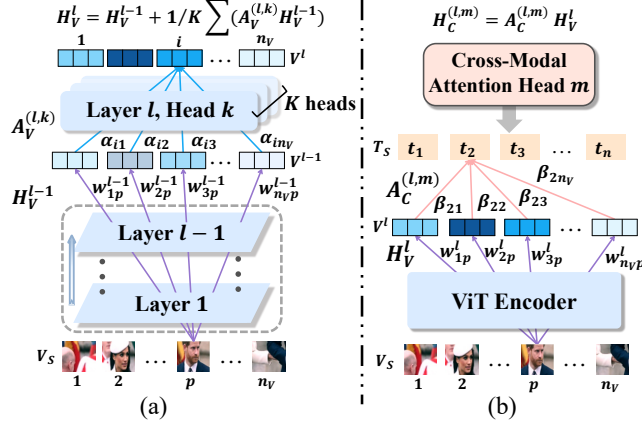 H_V^l = H_V^{l-1} + 1/K ∑(A_V^{(l,k)} H_V^{l-1})
1 i n_V
... V^l
Layer l, Head k
K heads
A_V^{(l,k)}
α_{i1} α_{i2} α_{i3} α_{in_V}
... V^{l-1}
H_V^{l-1} w_{1p}^{l-1} w_{2p}^{l-1} w_{3p}^{l-1} w_{n_Vp}^{l-1}
Layer l − 1
Layer 1
V_S ... ...
1 2 p n_V
(a)
H_C^{(l,m)} = A_C^{(l,m)} H_V^l
Cross-Modal
Attention Head m
T_S t_1 t_2 t_3 ... t_n
A_C^{(l,m)} β_{21} β_{22} β_{23} β_{2n_V}
V^l ...
H_V^l w_{1p}^l w_{2p}^l w_{3p}^l w_{n_Vp}^l
ViT Encoder
V_S ... ...
1 2 p n_V
(b)